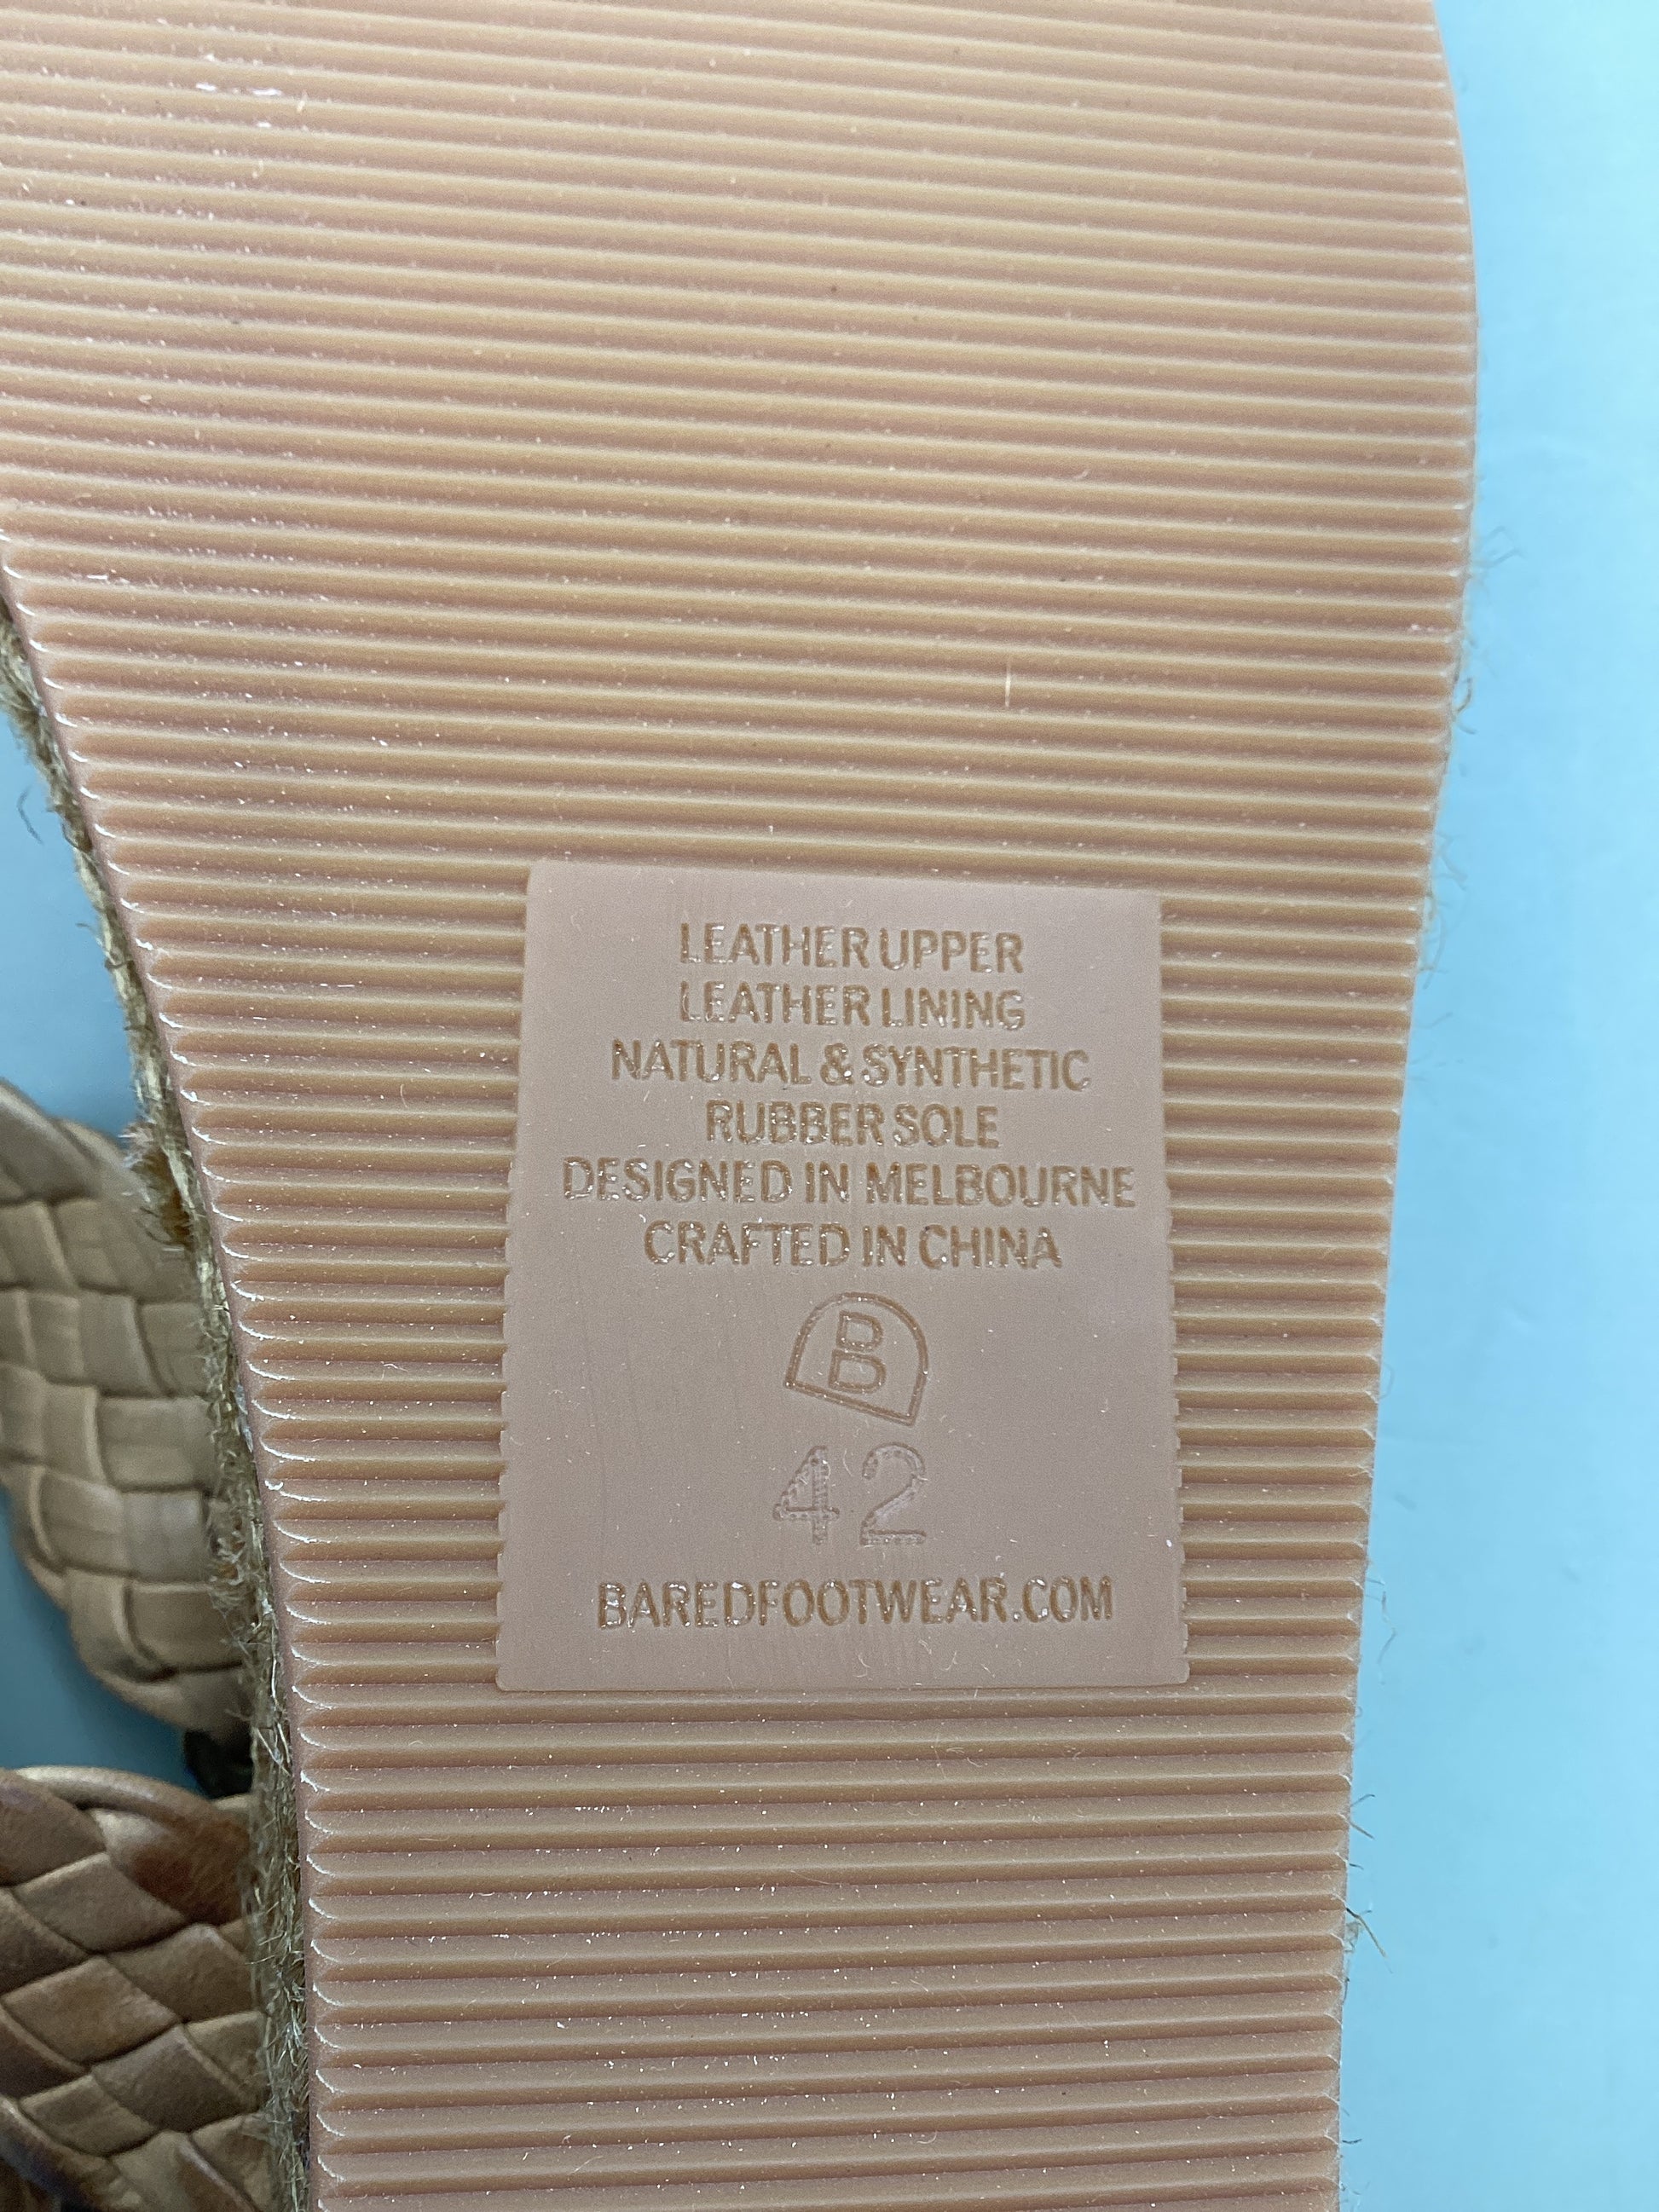 LEATHER UPPER
LEATHER LINING
NATURAL & SYNTHETIC
RUBBER SOLE
DESIGNED IN MELBOURNE
CRAFTED IN CHINA
B
42
BAREDFOOTWEAR.COM